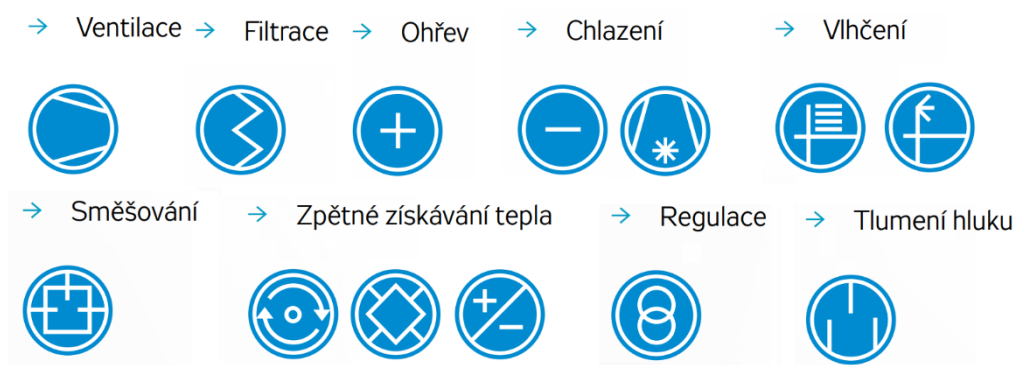 → Ventilace → Filtrace → Ohřev → Chlazení → Vlhčení
→ Směšování → Zpětné získávání tepla → Regulace → Tlumení hluku